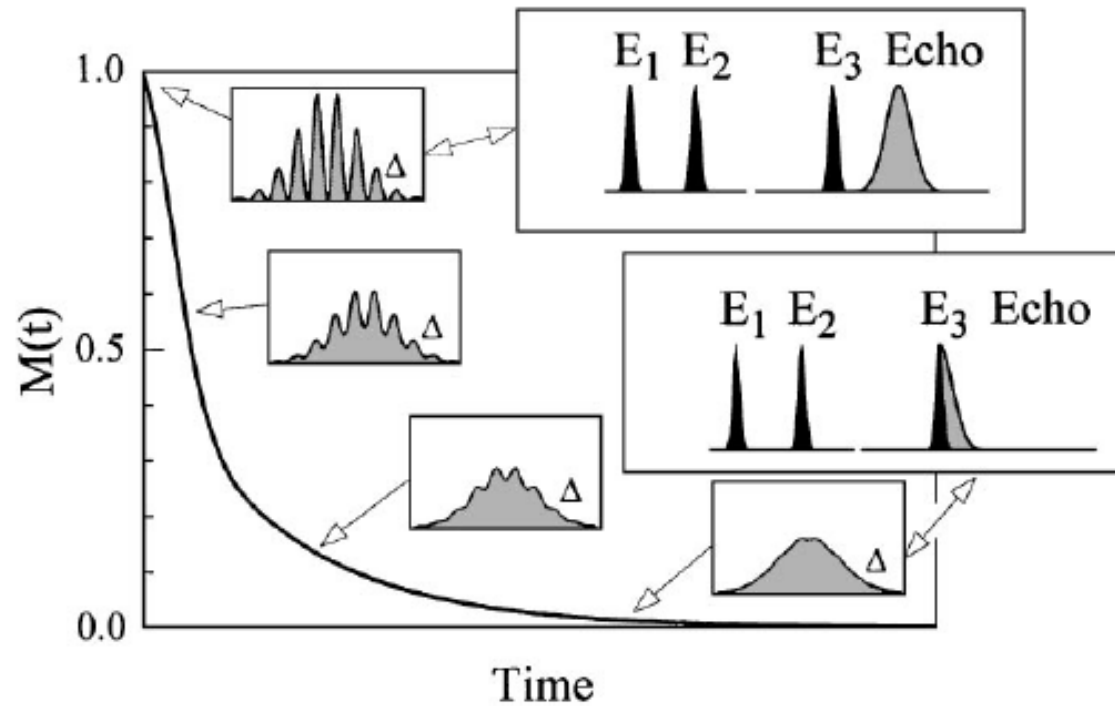 E₁ E₂ E₃ Echo
1.0
Δ
Δ
E₁ E₂ E₃ Echo
0.5
M(t)
Δ
Δ
0.0
Time